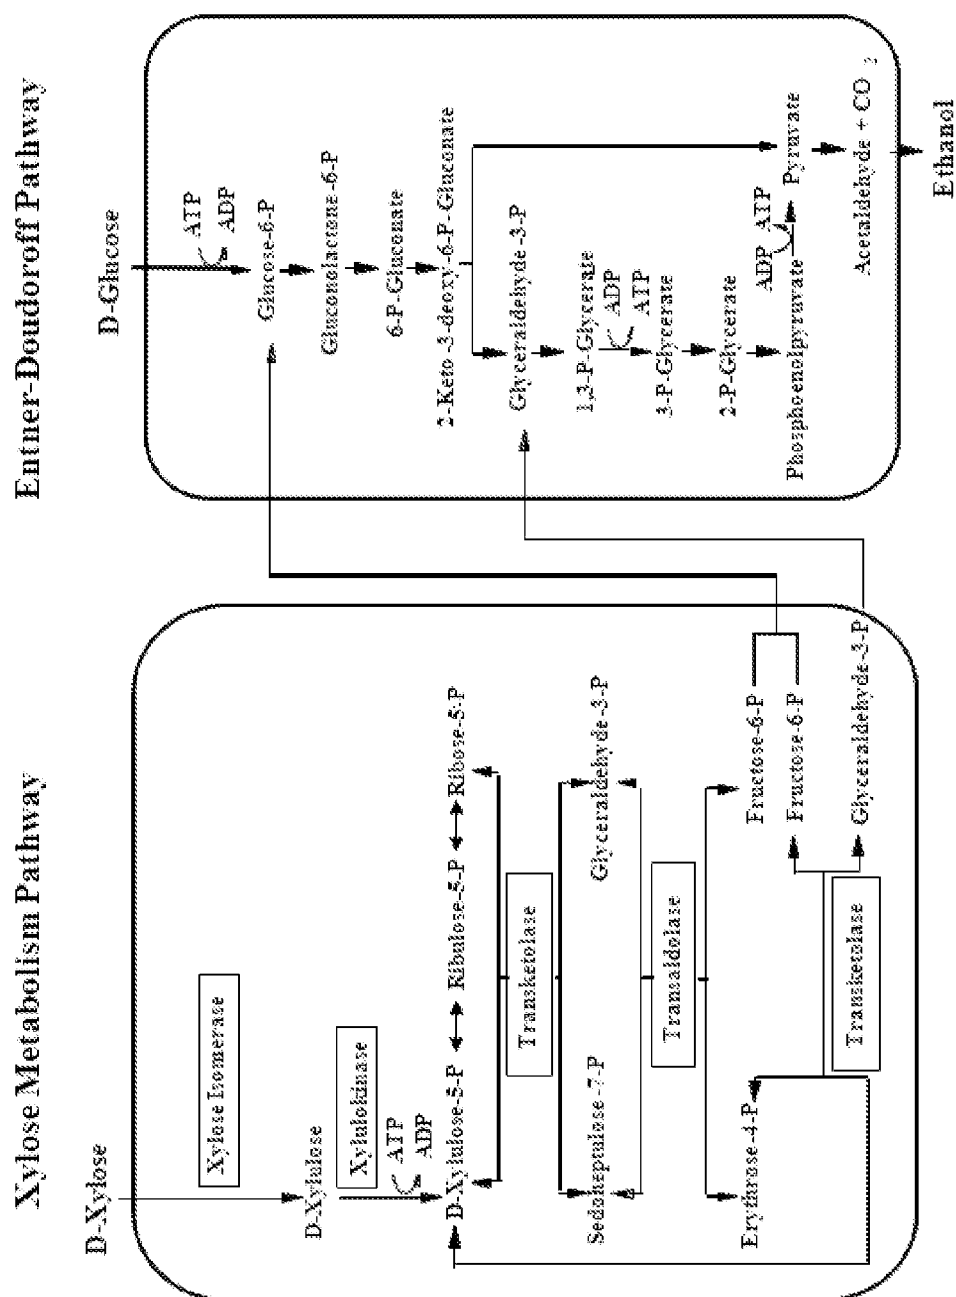 Xylose Metabolism Pathway
D-Xylose
Xylose Isomerase
D-Xylulose
Xylulokinase
ATP
ADP
D-Xylulose-5-P
Ribulose-5-P
Ribose-5-P
Transketolase
Sedoheptulose-7-P
Glyceraldehyde-3-P
Transaldolase
Erythrose-4-P
Fructose-6-P
Fructose-6-P
Glyceraldehyde-3-P
Transketolase
Entner-Doudoroff Pathway
D-Glucose
ATP
ADP
Glucose-6-P
Gluconolactone-6-P
6-P-Gluconate
2-Keto-3-deoxy-6-P-Gluconate
Glyceraldehyde-3-P
1,3-P-Glycerate
ADP
ATP
3-P-Glycerate
2-P-Glycerate
Phosphoenolpyruvate
ADP
ATP
Pyruvate
Acetaldehyde + CO 2
Ethanol